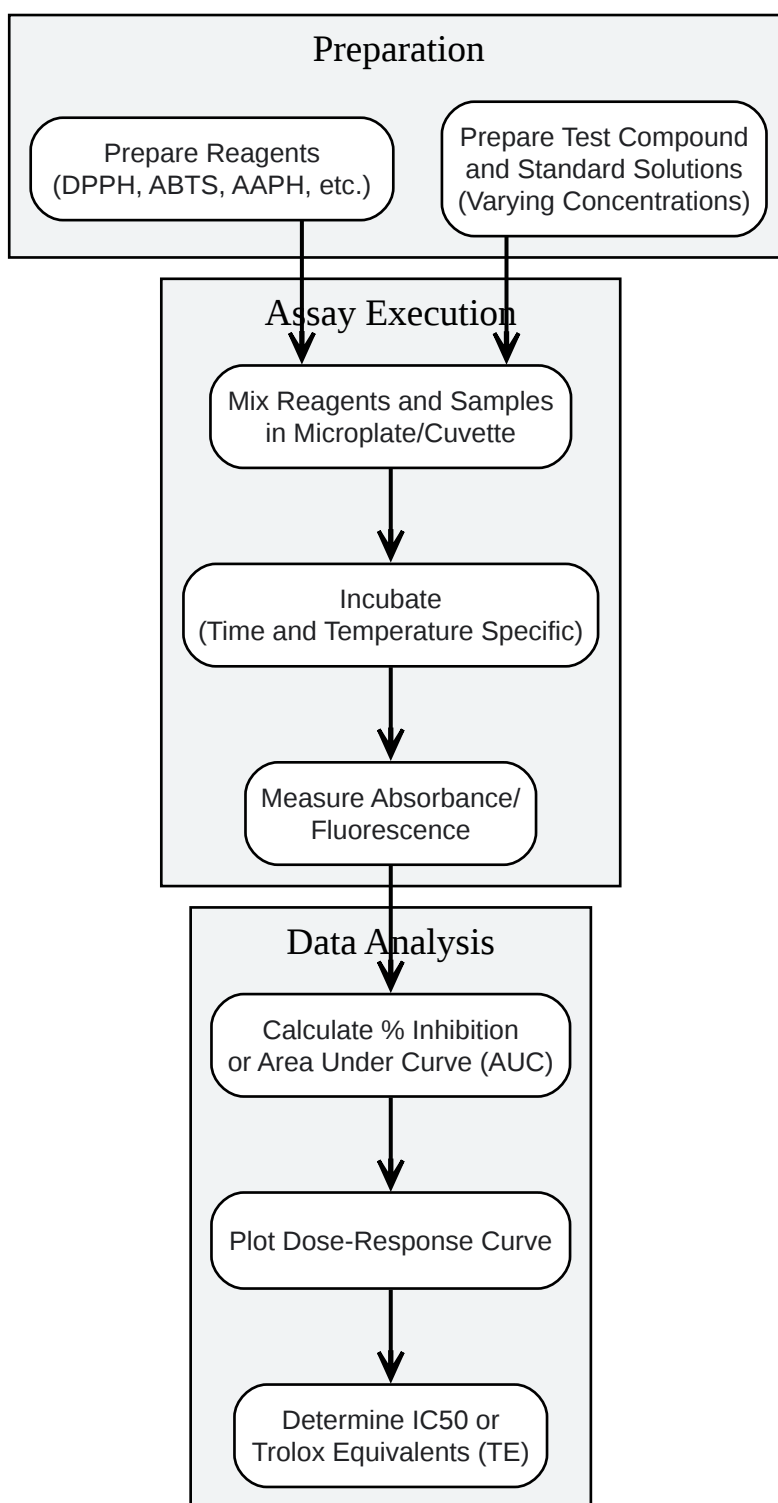 Preparation
Prepare Reagents
(DPPH, ABTS, AAPH, etc.)
Prepare Test Compound
and Standard Solutions
(Varying Concentrations)
Assay Execution
Mix Reagents and Samples
in Microplate/Cuvette
Incubate
(Time and Temperature Specific)
Measure Absorbance/
Fluorescence
Data Analysis
Calculate % Inhibition
or Area Under Curve (AUC)
Plot Dose-Response Curve
Determine IC50 or
Trolox Equivalents (TE)